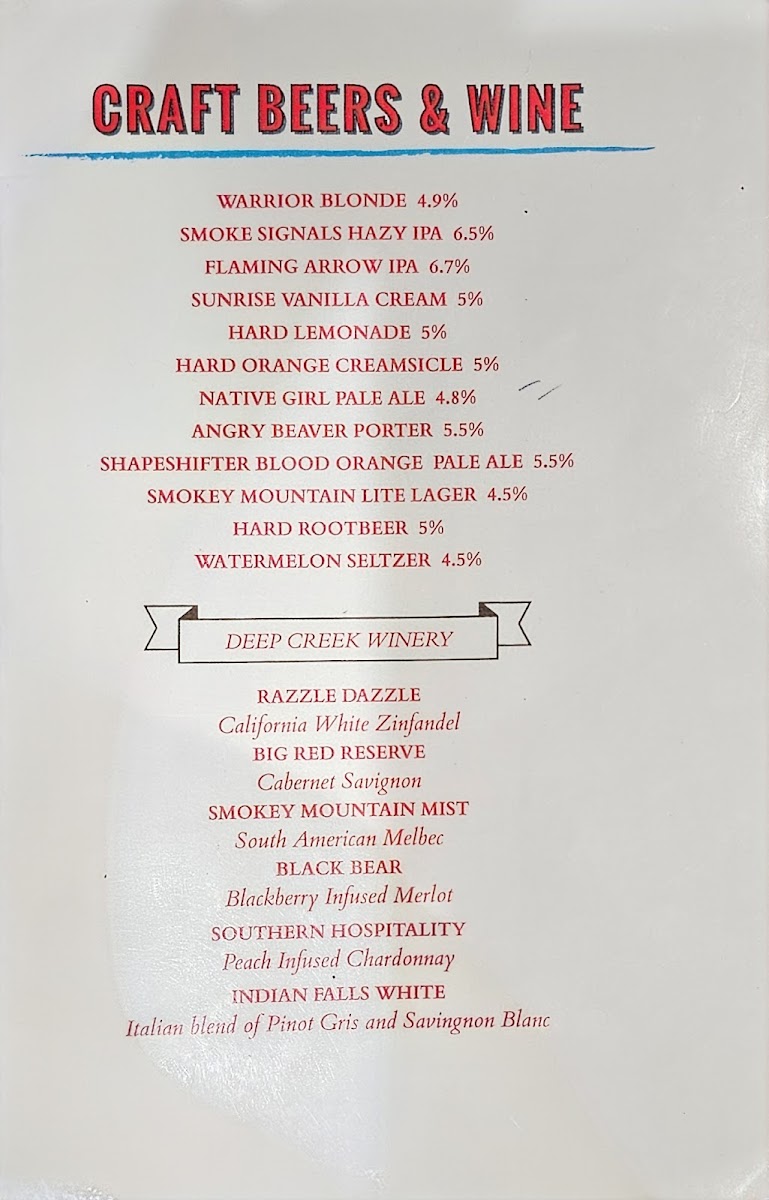 CRAFT BEERS & WINE
WARRIOR BLONDE 4.9%
SMOKE SIGNALS HAZY IPA 6.5%
FLAMING ARROW IPA 6.7%
SUNRISE VANILLA CREAM 5%
HARD LEMONADE 5%
HARD ORANGE CREAMSICLE 5%
NATIVE GIRL PALE ALE 4.8%
ANGRY BEAVER PORTER 5.5%
SHAPESHIFTER BLOOD ORANGE PALE ALE 5.5%
SMOKEY MOUNTAIN LITE LAGER 4.5%
HARD ROOTBEER 5%
WATERMELON SELTZER 4.5%
DEEP CREEK WINERY
RAZZLE DAZZLE
California White Zinfandel
BIG RED RESERVE
Cabernet Savignon
SMOKEY MOUNTAIN MIST
South American Melbec
BLACK BEAR
Blackberry Infused Merlot
SOUTHERN HOSPITALITY
Peach Infused Chardonnay
INDIAN FALLS WHITE
Italian blend of Pinot Gris and Savingnon Blanc